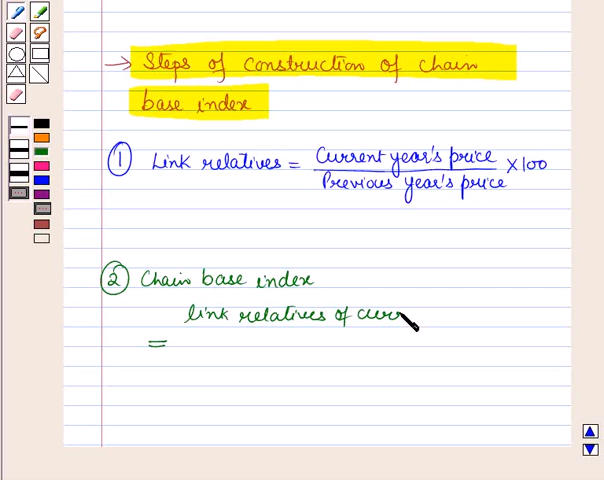 → Steps of construction of chain
base index
① Link relatives = Current year's price / Previous year's price × 100
② Chain base index
= link relatives of curr